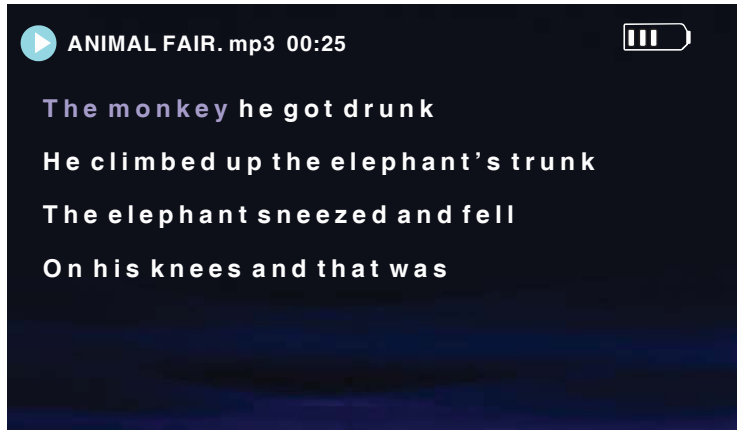 ANIMAL FAIR. mp3 00:25
The monkey he got drunk
He climbed up the elephant’s trunk
The elephant sneezed and fell
On his knees and that was